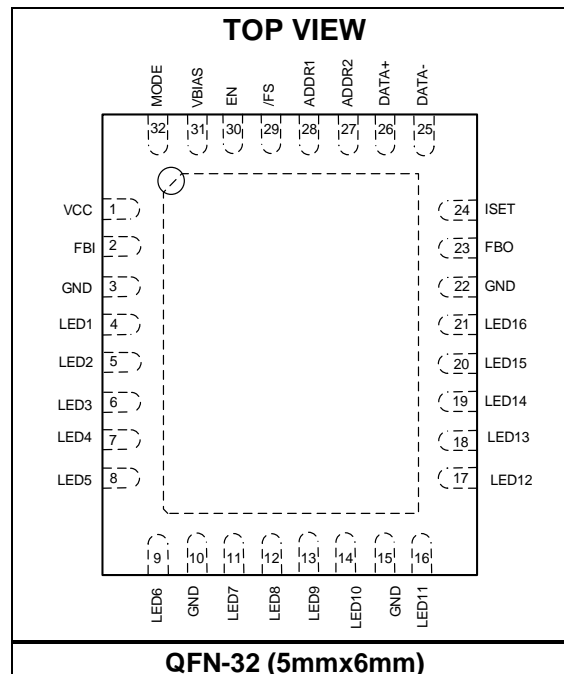 TOP VIEW
MODE VBIAS EN /FS ADDR1 ADDR2 DATA+ DATA-
32 31 30 29 28 27 26 25
VCC 1 24 ISET
FBI 2 23 FBO
GND 3 22 GND
LED1 4 21 LED16
LED2 5 20 LED15
LED3 6 19 LED14
LED4 7 18 LED13
LED5 8 17 LED12
9 10 11 12 13 14 15 16
LED6 GND LED7 LED8 LED9 LED10 GND LED11
QFN-32 (5mmx6mm)